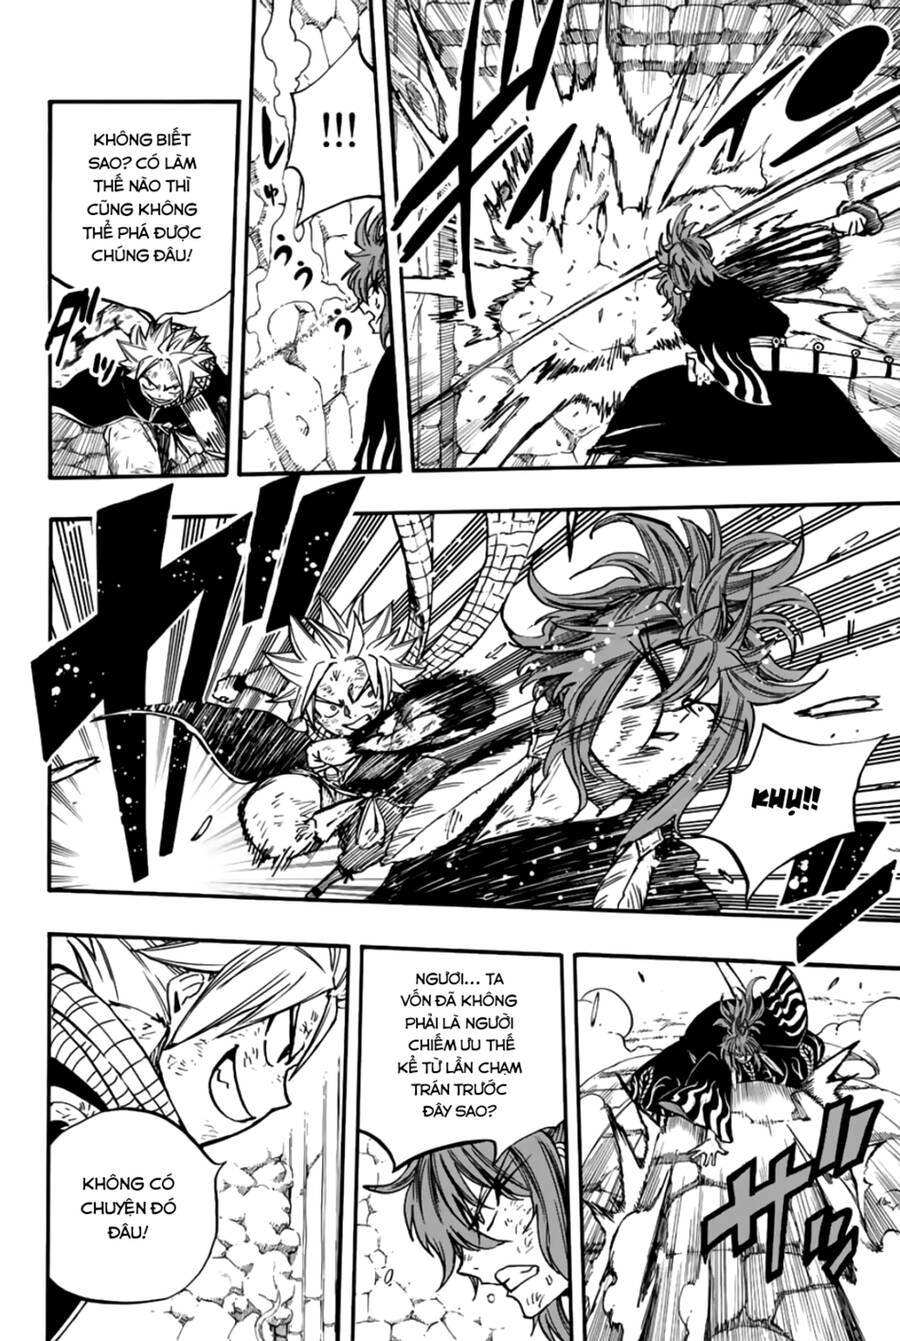 !!!
KHÔNG BIẾT
SAO? CÓ LÀM
THẾ NÀO THÌ
CŨNG KHÔNG
THỂ PHÁ ĐƯỢC
CHÚNG ĐÂU!
KHỤ!!
NGƯƠI... TA
VỐN ĐÃ KHÔNG
PHẢI LÀ NGƯỜI
CHIẾM ƯU THẾ
KỂ TỪ LẦN CHẠM
TRÁN TRƯỚC
ĐÂY SAO?
ザザ
KHÔNG CÓ
CHUYỆN ĐÓ
ĐÂU!